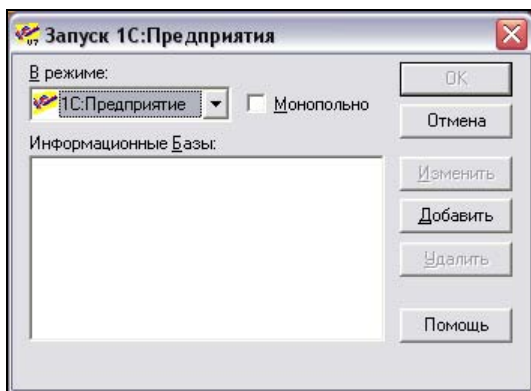 Запуск 1С:Предприятия
В режиме:
1С:Предприятие
Монопольно
Информационные Базы:
OK
Отмена
Изменить
Добавить
Удалить
Помощь